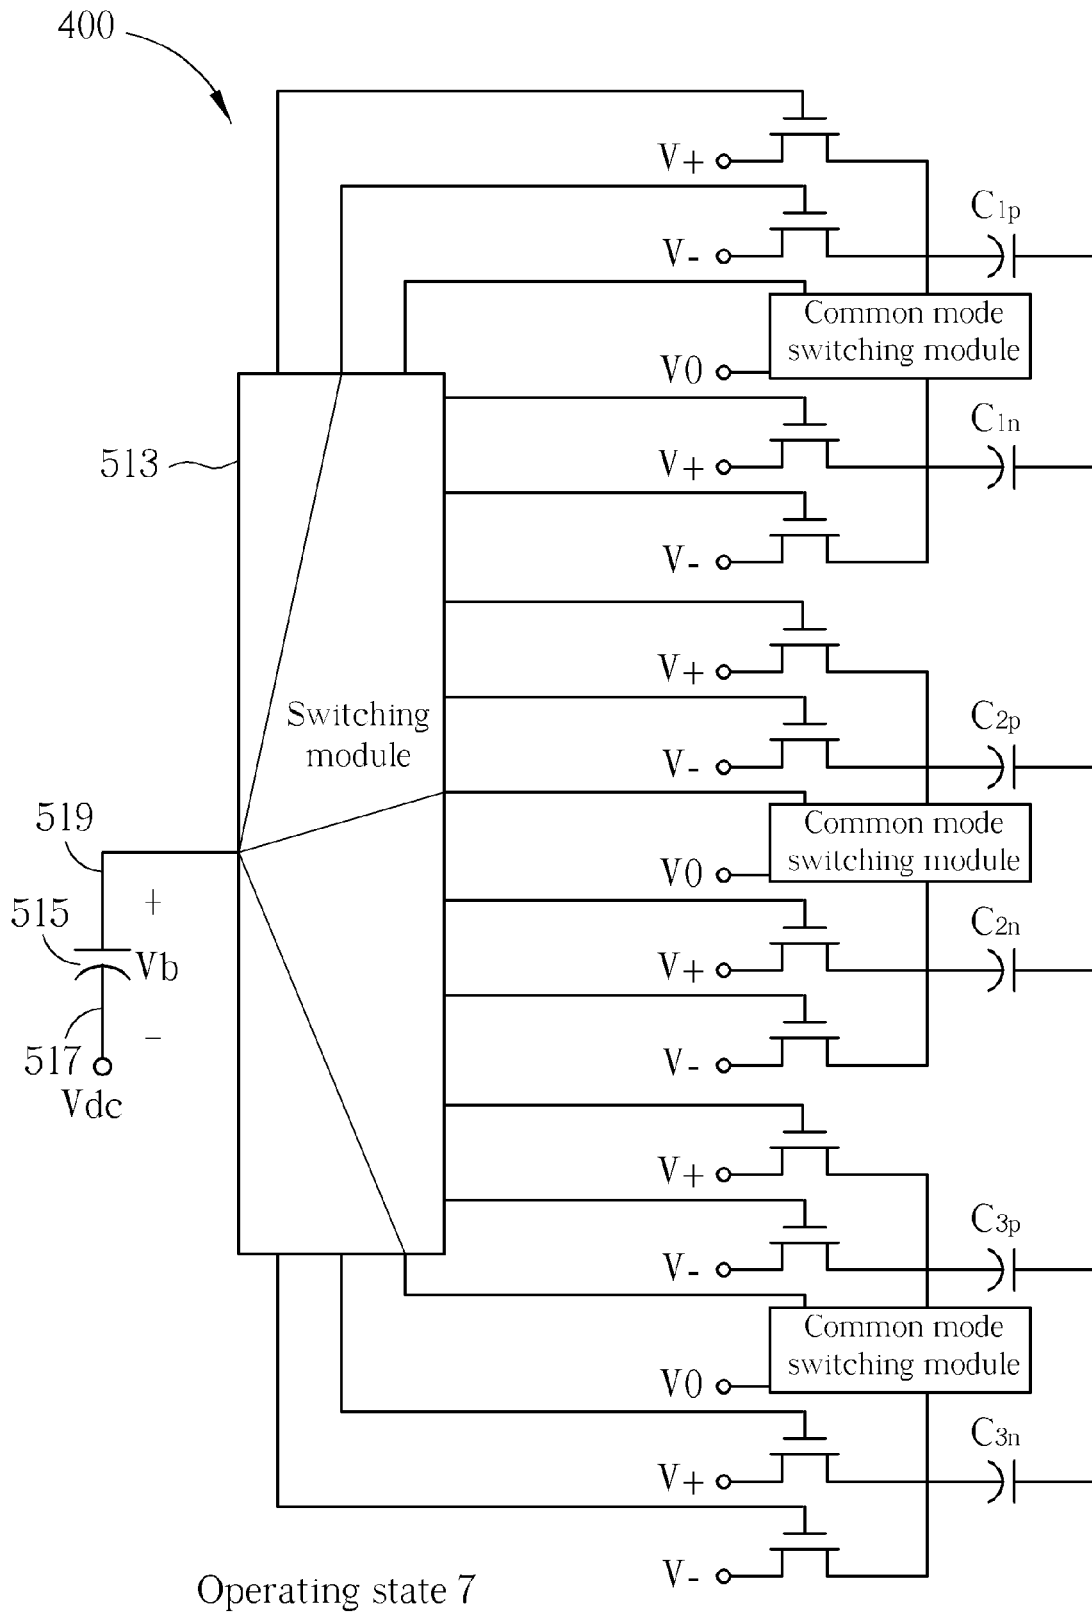 400
V+
C1p
V-
Common mode
switching module
V0
C1n
513
V+
V-
V+
Switching
module
C2p
V-
519
Common mode
switching module
V0
+
515
Vb
C2n
V+
-
517
V-
Vdc
V+
C3p
V-
Common mode
switching module
V0
C3n
V+
V-
Operating state 7